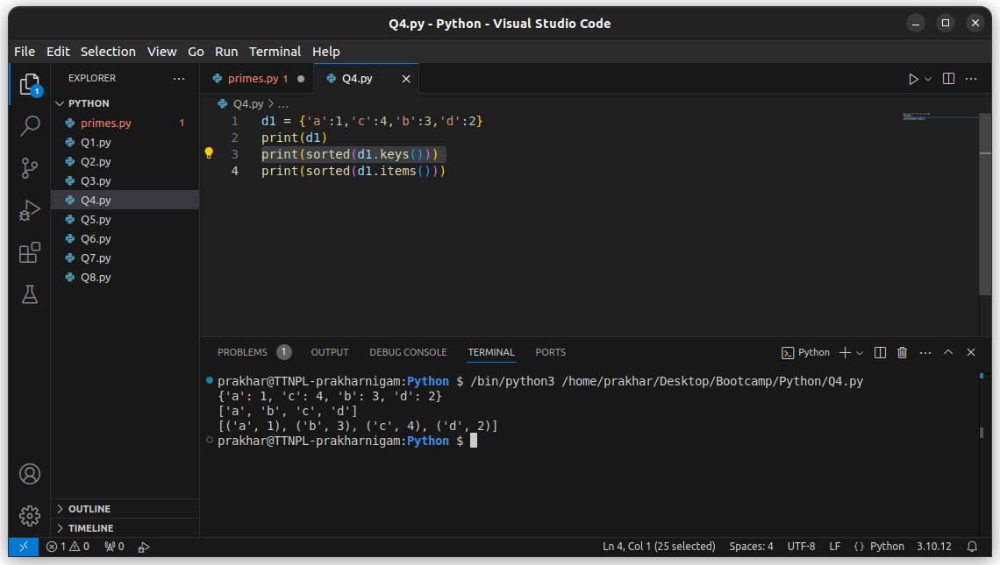 Q4.py - Python - Visual Studio Code
File Edit Selection View Go Run Terminal Help
1
EXPLORER
PYTHON
primes.py 1
Q1.py
Q2.py
Q3.py
Q4.py
Q5.py
Q6.py
Q7.py
Q8.py
OUTLINE
TIMELINE
primes.py 1 Q4.py
Q4.py > ...
1 d1 = {'a':1,'c':4,'b':3,'d':2}
2 print(d1)
3 print(sorted(d1.keys()))
4 print(sorted(d1.items()))
PROBLEMS 1 OUTPUT DEBUG CONSOLE TERMINAL PORTS Python
prakhar@TTNPL-prakharnigam:Python $ /bin/python3 /home/prakhar/Desktop/Bootcamp/Python/Q4.py
{'a': 1, 'c': 4, 'b': 3, 'd': 2}
['a', 'b', 'c', 'd']
[('a', 1), ('b', 3), ('c', 4), ('d', 2)]
prakhar@TTNPL-prakharnigam:Python $
1 0 0 Ln 4, Col 1 (25 selected) Spaces: 4 UTF-8 LF {} Python 3.10.12